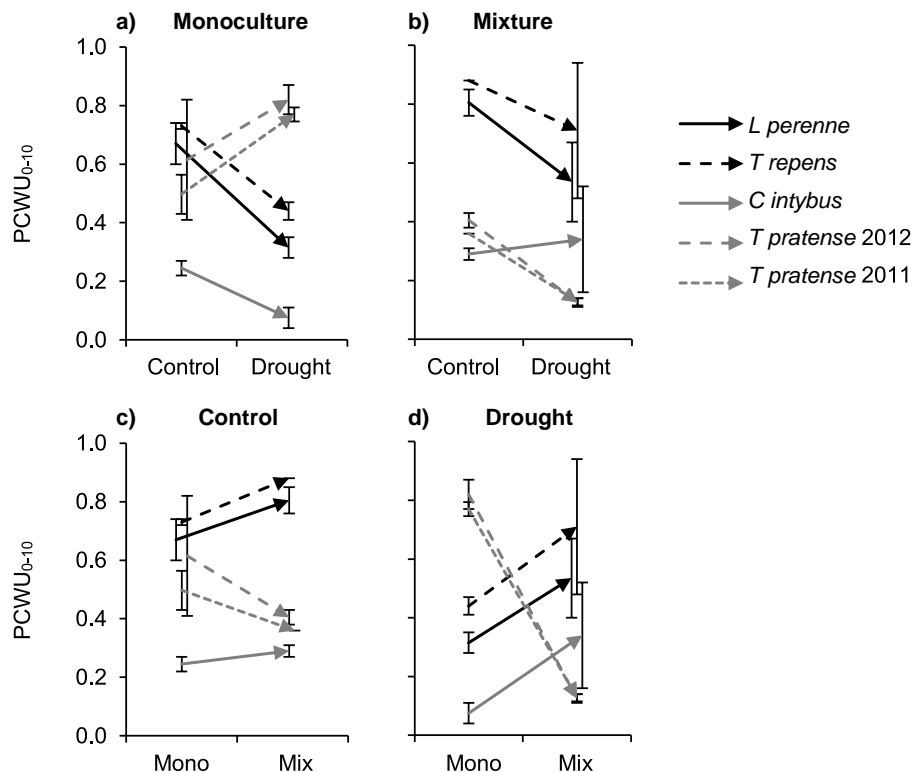 a) Monoculture
b) Mixture
PCWU0-10
1.0
0.8
0.6
0.4
0.2
0.0
Control Drought
Control Drought
L perenne
T repens
C intybus
T pratense 2012
T pratense 2011
c) Control
d) Drought
PCWU0-10
1.0
0.8
0.6
0.4
0.2
0.0
Mono Mix
Mono Mix